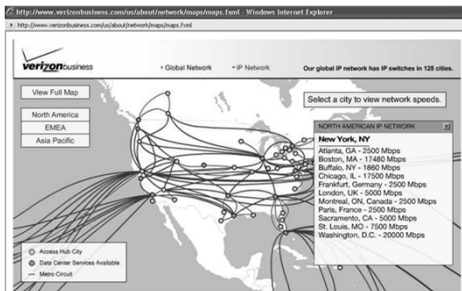 http://www.verizonbusiness.com/us/about/network/maps/maps.fxml - Windows Internet Explorer
http://www.verizonbusiness.com/us/about/network/maps/maps.fxml
verizonbusiness
Global Network
IP Network
Our global IP network has IP switches in 128 cities.
View Full Map
Select a city to view network speeds.
North America
EMEA
Asia Pacific
NORTH AMERICAN IP NETWORK
New York, NY
Atlanta, GA - 2500 Mbps
Boston, MA - 17480 Mbps
Buffalo, NY - 1860 Mbps
Chicago, IL - 17500 Mbps
Frankfurt, Germany - 2500 Mbps
London, UK - 5000 Mbps
Montreal, ON, Canada - 2500 Mbps
Paris, France - 2500 Mbps
Sacramento, CA - 5000 Mbps
St. Louis, MO - 7500 Mbps
Washington, D.C. - 20000 Mbps
Access Hub City
Data Center Services Available
Metro Circuit